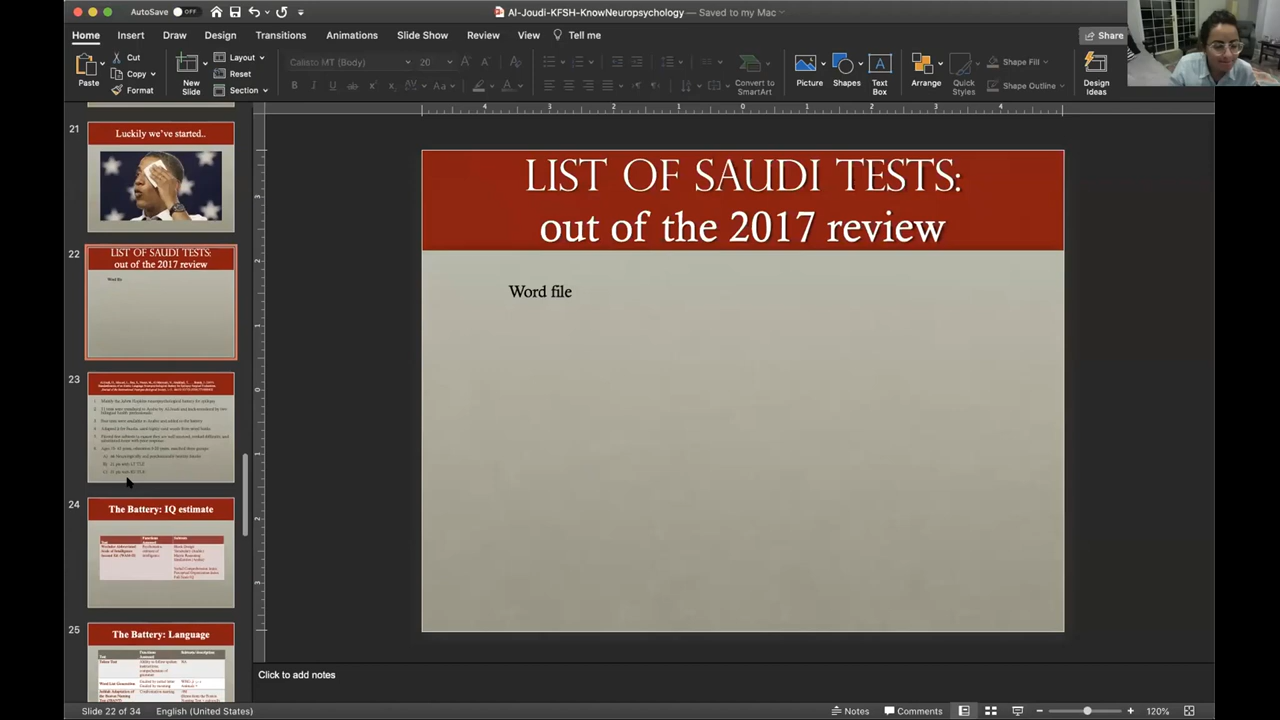 AutoSave OFF
Al-Joudi-KFSH-KnowNeuropsychology — Saved to my Mac
Home Insert Draw Design Transitions Animations Slide Show Review View Tell me Share
Paste
Cut
Copy
Format
New Slide
Layout
Reset
Section
Calisto MT (Body) 20
Convert to SmartArt
Picture
Shapes
Text Box
Arrange
Quick Styles
Shape Fill
Shape Outline
Design Ideas
21
Luckily we've started..
22
LIST OF SAUDI TESTS:
out of the 2017 review
Word file
23
24
The Battery: IQ estimate
25
The Battery: Language
LIST OF SAUDI TESTS:
out of the 2017 review
Word file
Click to add notes
Slide 22 of 34 English (United States) Notes Comments 120%